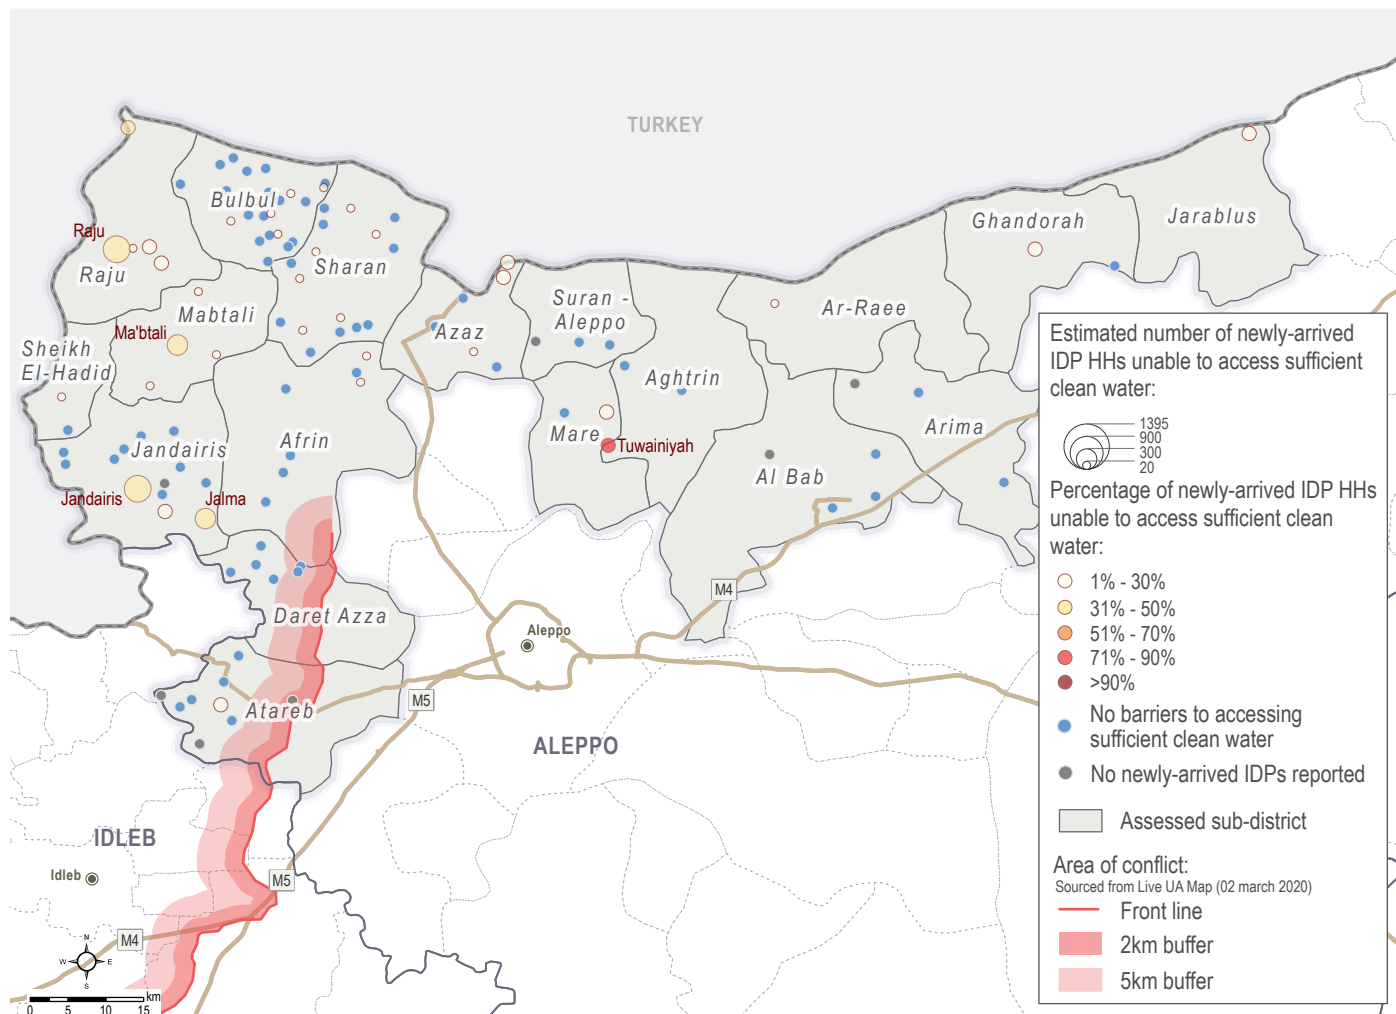 TURKEY
Bulbul
Raju
Raju
Sharan
Ghandorah
Jarablus
Mabtali
Ma'btali
Sheikh
El-Hadid
Azaz
Suran -
Aleppo
Ar-Raee
Aghtrin
Mare
Tuwainiyah
Arima
Al Bab
Jandairis
Afrin
Jandairis
Jalma
Daret Azza
Aleppo
M4
M5
Atareb
ALEPPO
IDLEB
Idleb
M5
M4
N
W
E
S
km
0 5 10 15
Estimated number of newly-arrived
IDP HHs unable to access sufficient
clean water:
1395
900
300
20
Percentage of newly-arrived IDP HHs
unable to access sufficient clean
water:
1% - 30%
31% - 50%
51% - 70%
71% - 90%
>90%
No barriers to accessing
sufficient clean water
No newly-arrived IDPs reported
Assessed sub-district
Area of conflict:
Sourced from Live UA Map (02 march 2020)
Front line
2km buffer
5km buffer